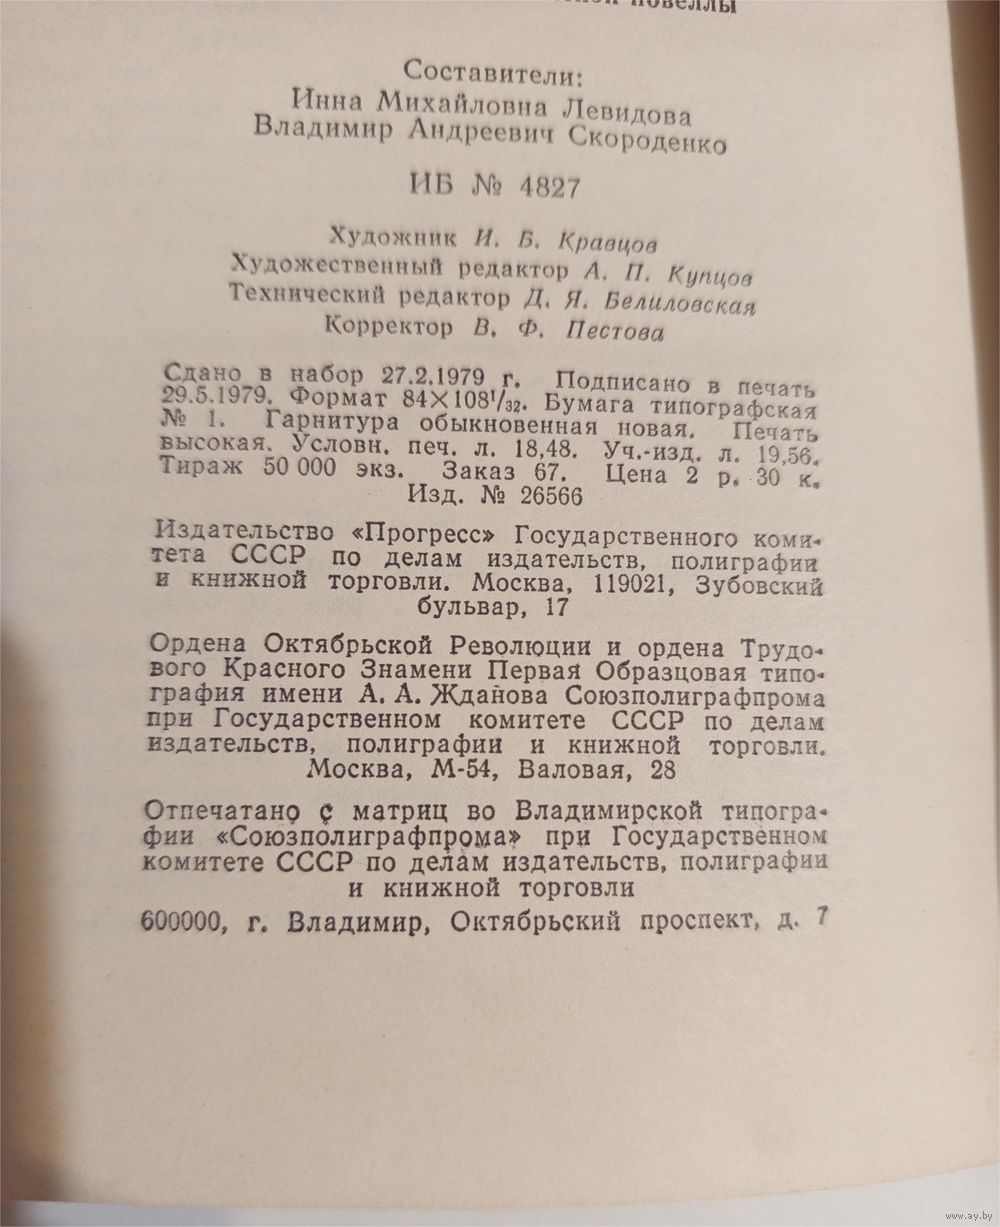 новеллы
Составители:
Инна Михайловна Левидова
Владимир Андреевич Скороденко
ИБ № 4827
Художник И. Б. Кравцов
Художественный редактор А. П. Купцов
Технический редактор Д. Я. Белиловская
Корректор В. Ф. Пестова
Сдано в набор 27.2.1979 г. Подписано в печать
29.5.1979. Формат 84×108¹/₃₂. Бумага типографская
№ 1. Гарнитура обыкновенная новая. Печать
высокая. Условн. печ. л. 18,48. Уч.-изд. л. 19,56.
Тираж 50 000 экз. Заказ 67. Цена 2 р. 30 к.
Изд. № 26566
Издательство «Прогресс» Государственного коми-
тета СССР по делам издательств, полиграфии
и книжной торговли. Москва, 119021, Зубовский
бульвар, 17
Ордена Октябрьской Революции и ордена Трудо-
вого Красного Знамени Первая Образцовая типо-
графия имени А. А. Жданова Союзполиграфпрома
при Государственном комитете СССР по делам
издательств, полиграфии и книжной торговли.
Москва, М-54, Валовая, 28
Отпечатано с матриц во Владимирской типогра-
фии «Союзполиграфпрома» при Государственном
комитете СССР по делам издательств, полиграфии
и книжной торговли
600000, г. Владимир, Октябрьский проспект, д. 7
www.ay.by